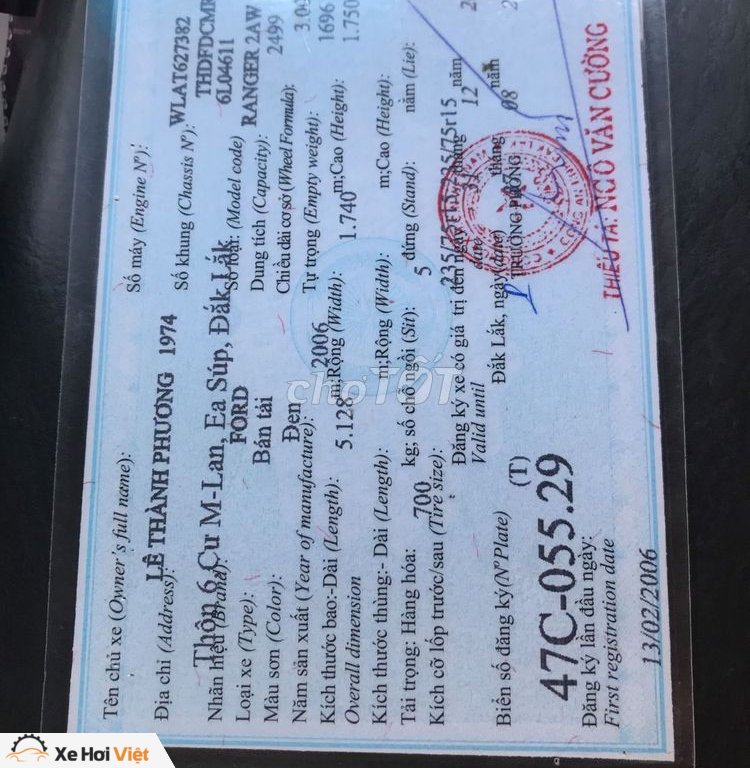 Tên chủ xe (Owner's full name):
LÊ THÀNH PHƯƠNG 1974
Địa chỉ (Address):
Thôn 6,Cư M-Lan, Ea Súp, Đắk Lắk
Nhãn hiệu (Brand): FORD
Số máy (Engine Nº): WLAT627382
Số khung (Chassis Nº): THDFDCMR
6L04611
Số loại: (Model code) RANGER 2AW
Loại xe (Type): Bán tải
Dung tích (Capacity): 2499
Màu sơn (Color): Đen
Chiều dài cơ sở (Wheel Formula):
Năm sản xuất (Year of manufacture): 2006
Tự trọng (Empty weight): 1696
Kích thước bao:-Dài (Length): 5.128 m;Rộng (Width): 1.740 m;Cao (Height): 1.750
Overall dimension
Kích thước thùng:- Dài (Length): m;Rộng (Width): m;Cao (Height):
Tải trọng: Hàng hóa: 700 kg; số chỗ ngồi (Sit): 5 đứng (Stand): nằm (Lie):
Kích cỡ lốp trước/sau (Tire size):
Đăng ký xe có giá trị đến ngày 31 tháng 12 năm
Valid until
Biển số đăng ký(Nº Plate) (T)
Đắk Lắk, ngày (date) tháng 08 năm
47C-055.29
TRƯỞNG PHÒNG
Đăng ký lần đầu ngày:
First registration date
13/02/2006
THIẾU TÁ: NGÔ VĂN CƯỜNG
chợTỐT
Xe Hơi Việt